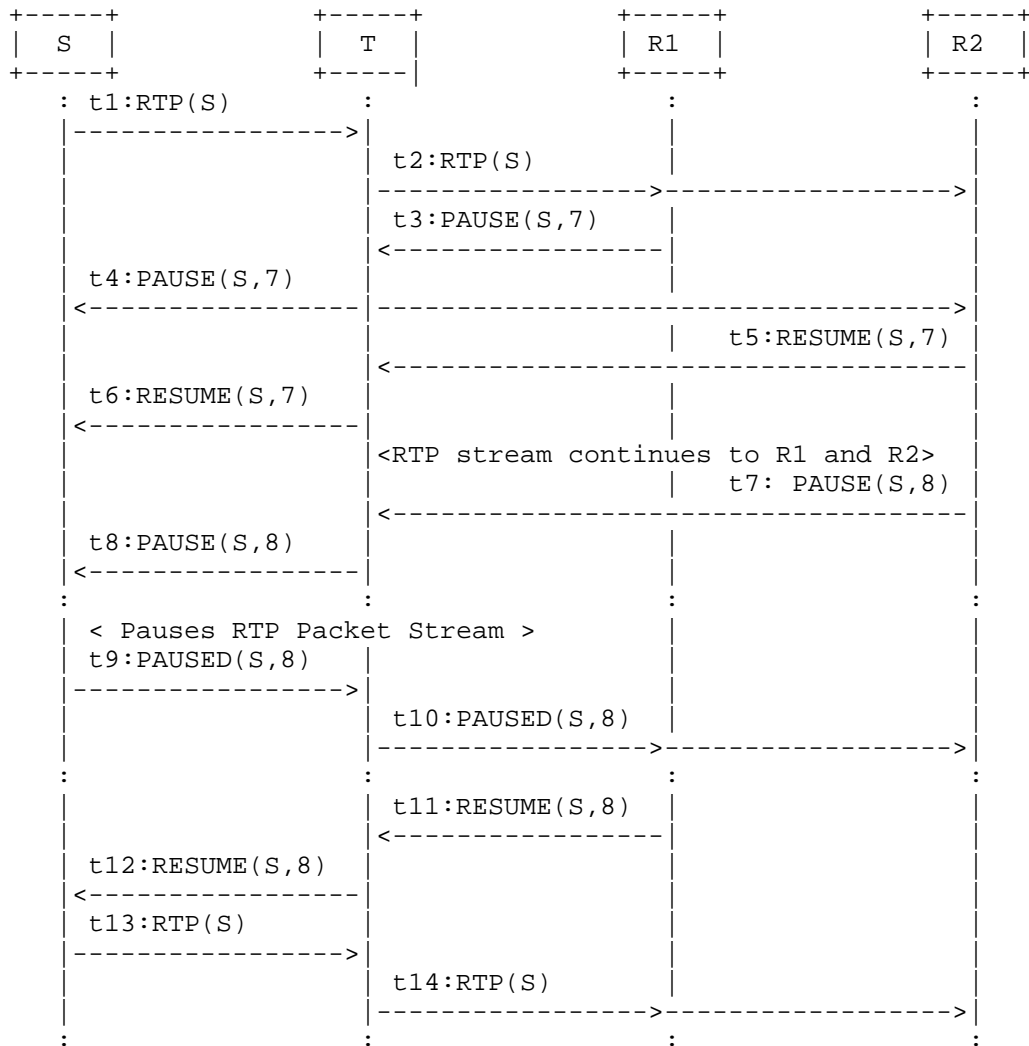 S T R1 R2
t1:RTP(S)
t2:RTP(S)
t3:PAUSE(S,7)
t4:PAUSE(S,7)
t5:RESUME(S,7)
t6:RESUME(S,7)
<RTP stream continues to R1 and R2>
t7: PAUSE(S,8)
t8:PAUSE(S,8)
< Pauses RTP Packet Stream >
t9:PAUSED(S,8)
t10:PAUSED(S,8)
t11:RESUME(S,8)
t12:RESUME(S,8)
t13:RTP(S)
t14:RTP(S)